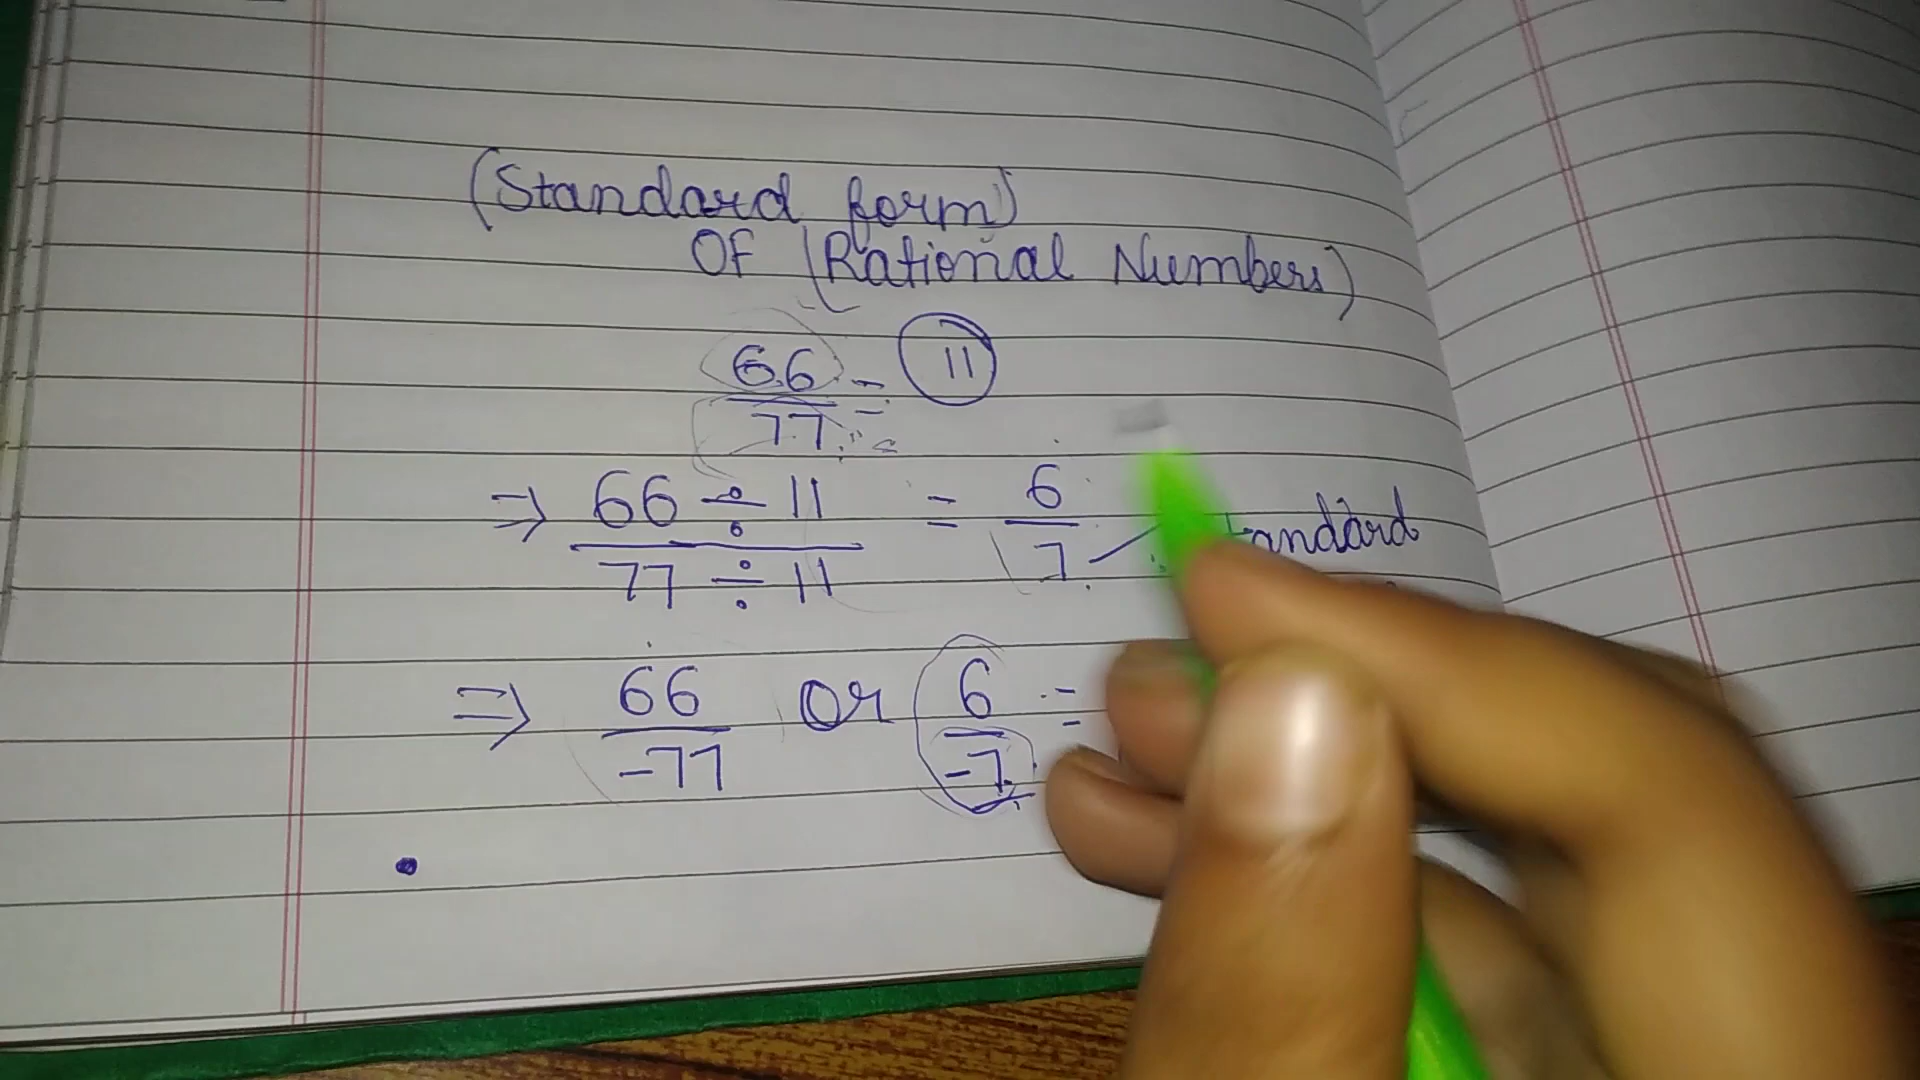 (Standard form)
OF (Rational Numbers)
66/77 = 11
⇒ 66 ÷ 11 / 77 ÷ 11 = 6/7 tandard
⇒ 66/-77 or 6/-7 =